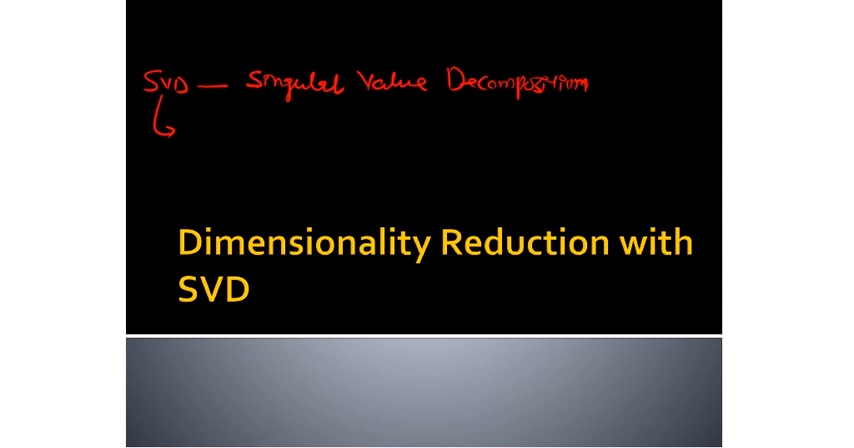 SVD — Singular Value Decomposition
Dimensionality Reduction with
SVD